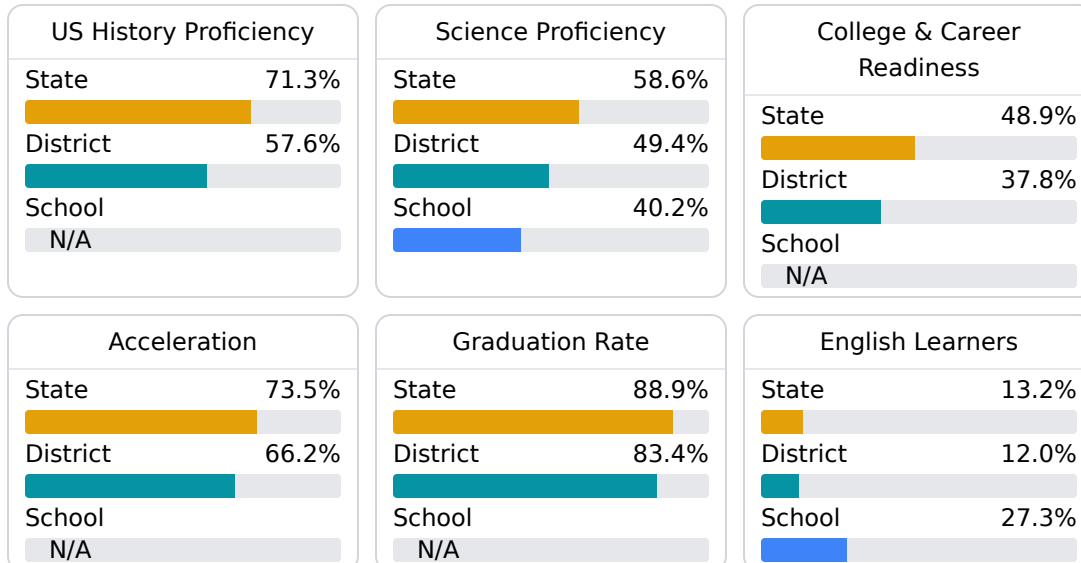 US History Proficiency
State 71.3%
District 57.6%
School
N/A
Science Proficiency
State 58.6%
District 49.4%
School 40.2%
College & Career
Readiness
State 48.9%
District 37.8%
School
N/A
Acceleration
State 73.5%
District 66.2%
School
N/A
Graduation Rate
State 88.9%
District 83.4%
School
N/A
English Learners
State 13.2%
District 12.0%
School 27.3%